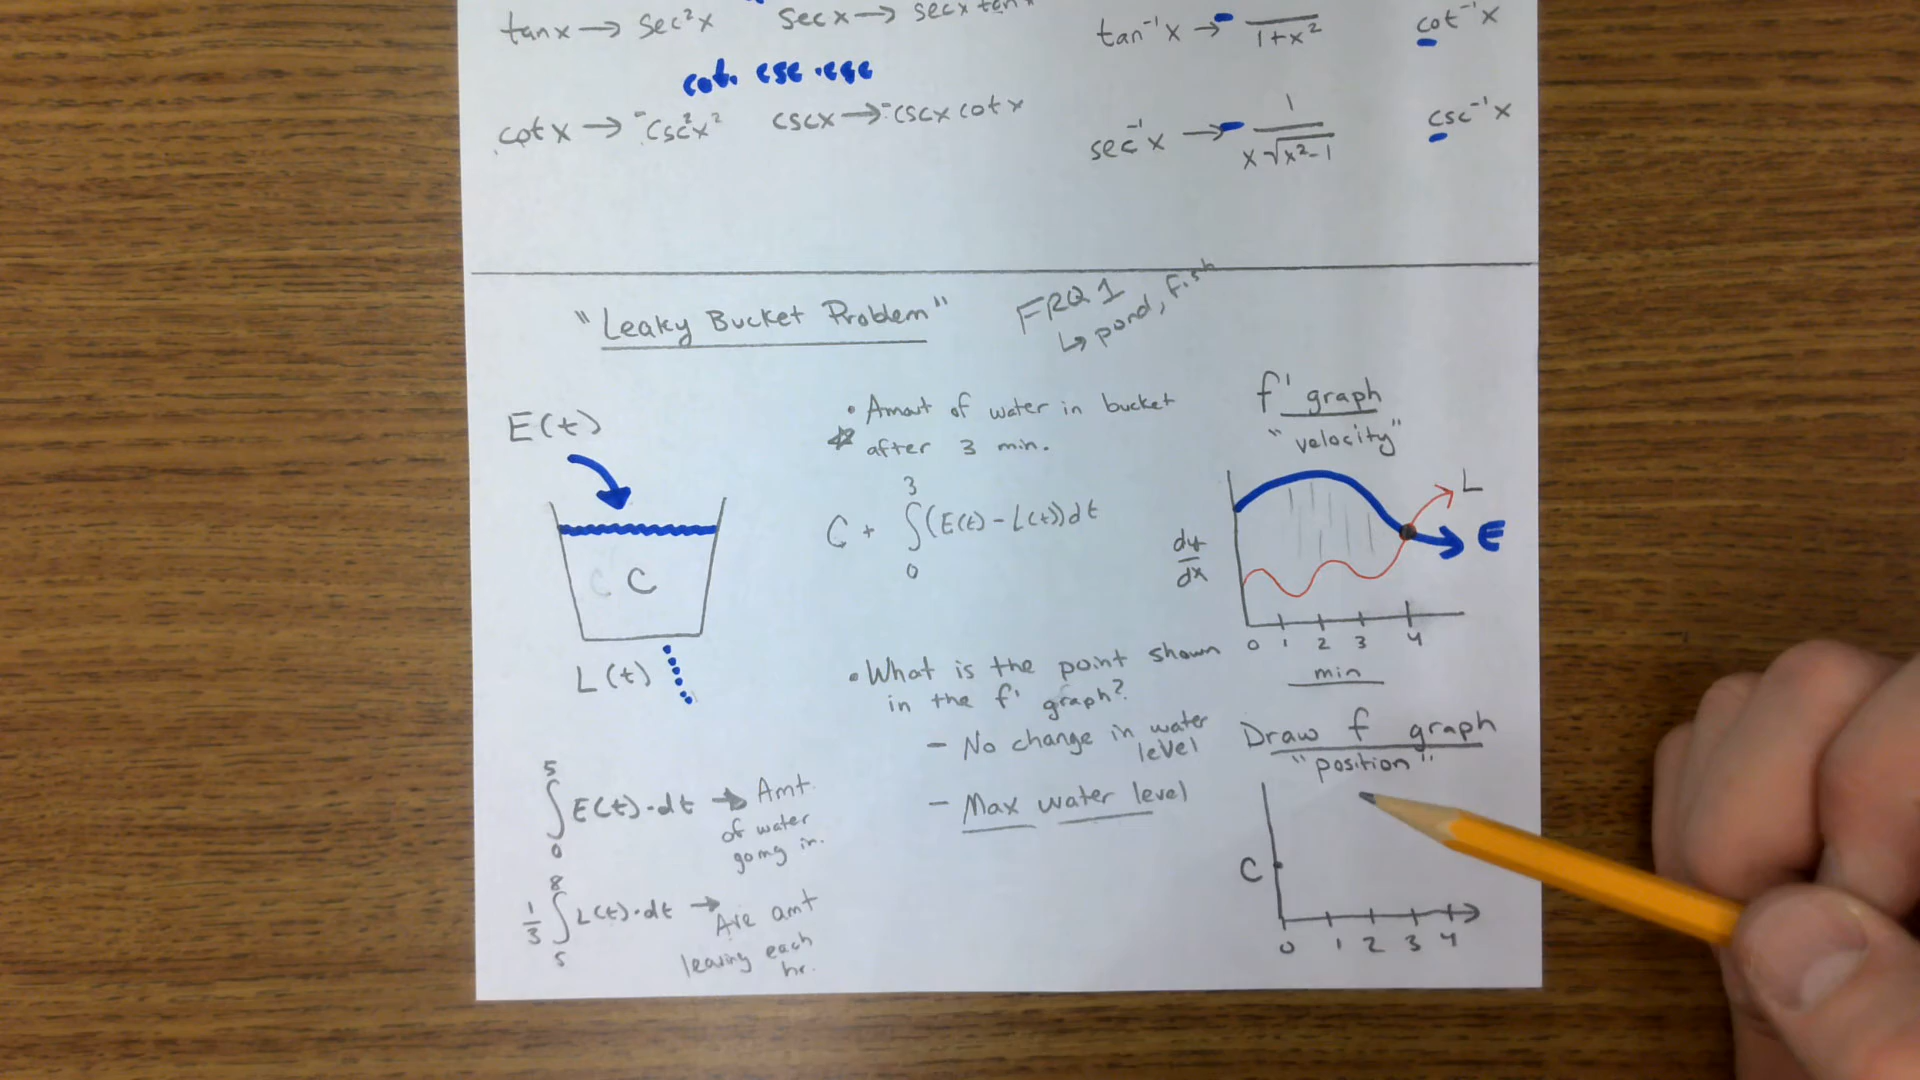 tan x → sec²x   sec x → sec x tan x   tan⁻¹x → - 1/(1+x²)   cot⁻¹x
cot. csc .csc
cot x → -csc²x²   csc x → -csc x cot x   sec⁻¹x → - 1/(x√(x²-1))   csc⁻¹x
"Leaky Bucket Problem"
FRQ 1
↳ pond, fish
E(t)
C
C
L(t)
∫₀⁵ E(t)·dt → Amt.
of water
going in.
1/3 ∫₅⁸ L(t)·dt → Ave amt
leaving each
hr.
• Amout of water in bucket
☆ after 3 min.
C + ∫₀³ (E(t) - L(t))dt
• What is the point shown
in the f' graph?
- No change in water
level
- Max water level
f' graph
"velocity"
L
E
dy/dx
0 1 2 3 4
min
Draw f graph
"position"
C
0 1 2 3 4